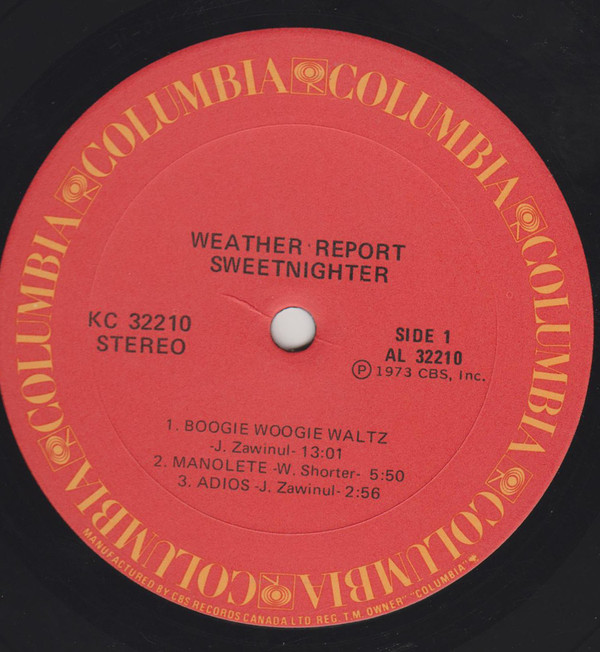 COLUMBIA COLUMBIA COLUMBIA COLUMBIA COLUMBIA COLUMBIA COLUMBIA COLUMBIA
WEATHER REPORT
SWEETNIGHTER
KC 32210
STEREO
SIDE 1
AL 32210
Ⓟ 1973 CBS, Inc.
1. BOOGIE WOOGIE WALTZ
-J. Zawinul- 13:01
2. MANOLETE -W. Shorter- 5:50
3. ADIOS -J. Zawinul- 2:56
MANUFACTURED BY CBS RECORDS CANADA LTD. REG. T.M. OWNER "COLUMBIA"